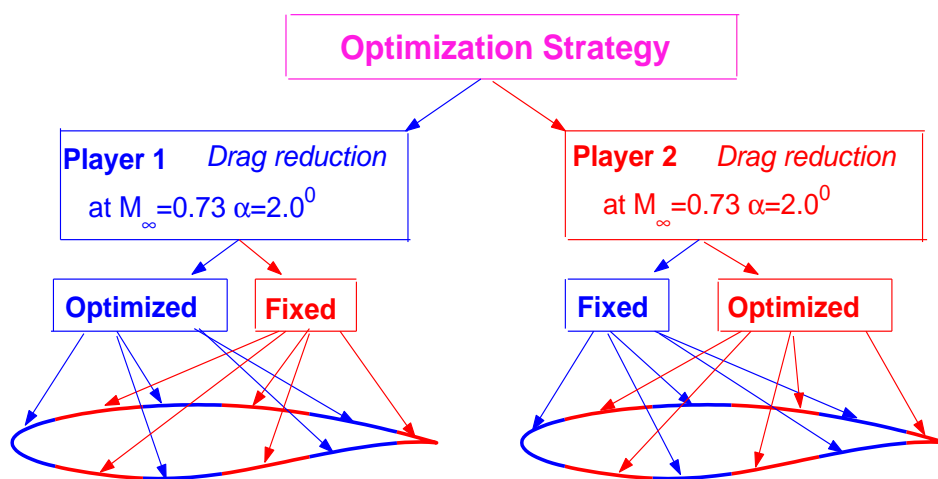 Optimization Strategy
Player 1 Drag reduction
at M∞=0.73 α=2.0⁰
Player 2 Drag reduction
at M∞=0.73 α=2.0⁰
Optimized
Fixed
Fixed
Optimized